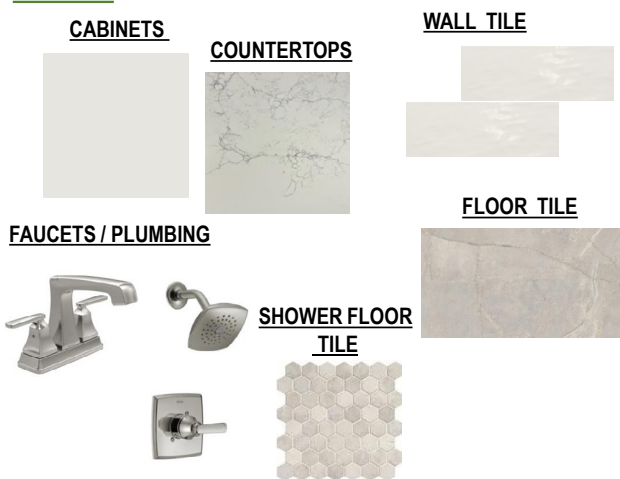 CABINETS
COUNTERTOPS
WALL TILE
FLOOR TILE
FAUCETS / PLUMBING
SHOWER FLOOR
TILE